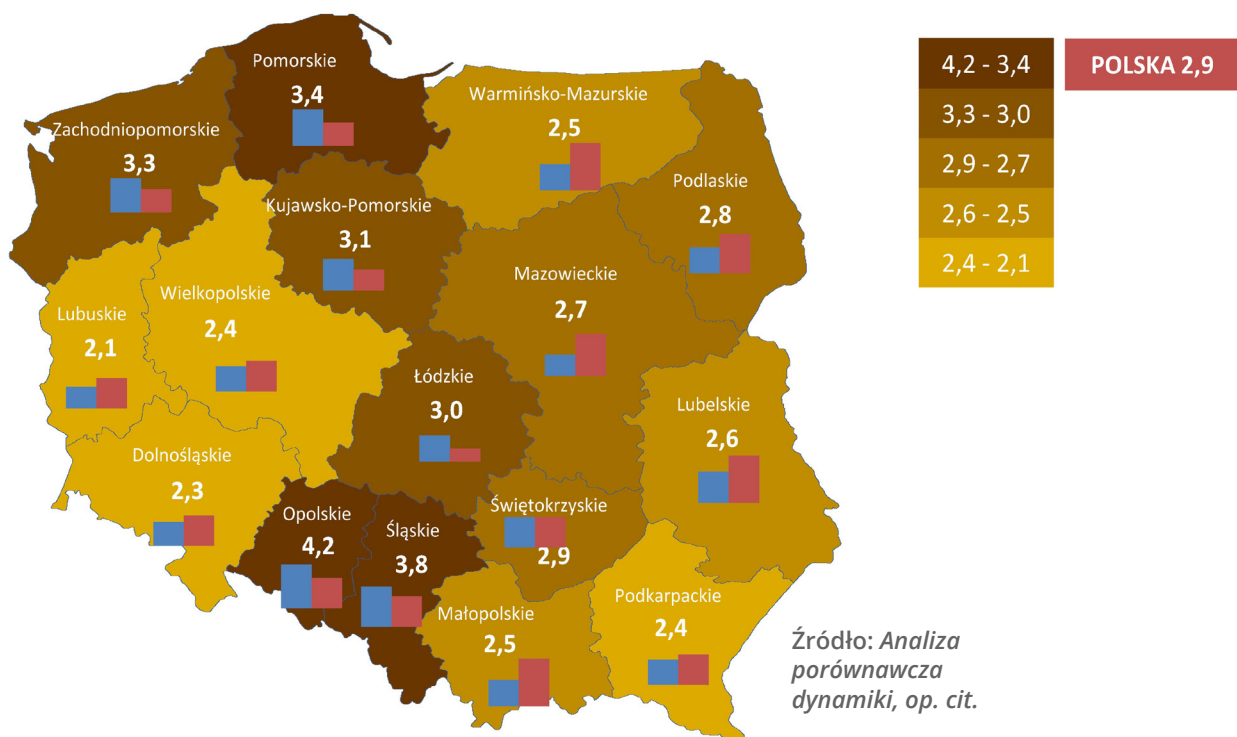 Pomorskie
3,4
Warmińsko-Mazurskie
2,5
Zachodniopomorskie
3,3
Podlaskie
2,8
Kujawsko-Pomorskie
3,1
Mazowieckie
2,7
Wielkopolskie
2,4
Lubuskie
2,1
Łódzkie
3,0
Lubelskie
2,6
Dolnośląskie
2,3
Świętokrzyskie
2,9
Opolskie
4,2
Śląskie
3,8
Małopolskie
2,5
Podkarpackie
2,4
4,2 - 3,4
3,3 - 3,0
2,9 - 2,7
2,6 - 2,5
2,4 - 2,1
POLSKA 2,9
Źródło: Analiza
porównawcza
dynamiki, op. cit.